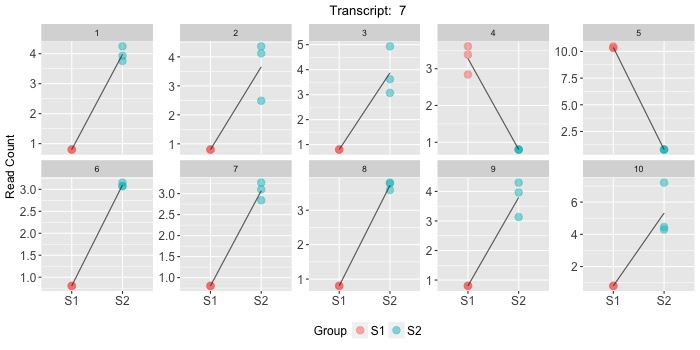 Transcript: 7
1 2 3 4 5
4 3 2 1
4 3 2 1
5 4 3 2 1
3 2 1
10.0 7.5 5.0 2.5
Read Count
6 7 8 9 10
3.0 2.5 2.0 1.5 1.0
3.0 2.5 2.0 1.5 1.0
3 2 1
4 3 2 1
6 4 2
S1 S2 S1 S2 S1 S2 S1 S2 S1 S2
Group S1 S2